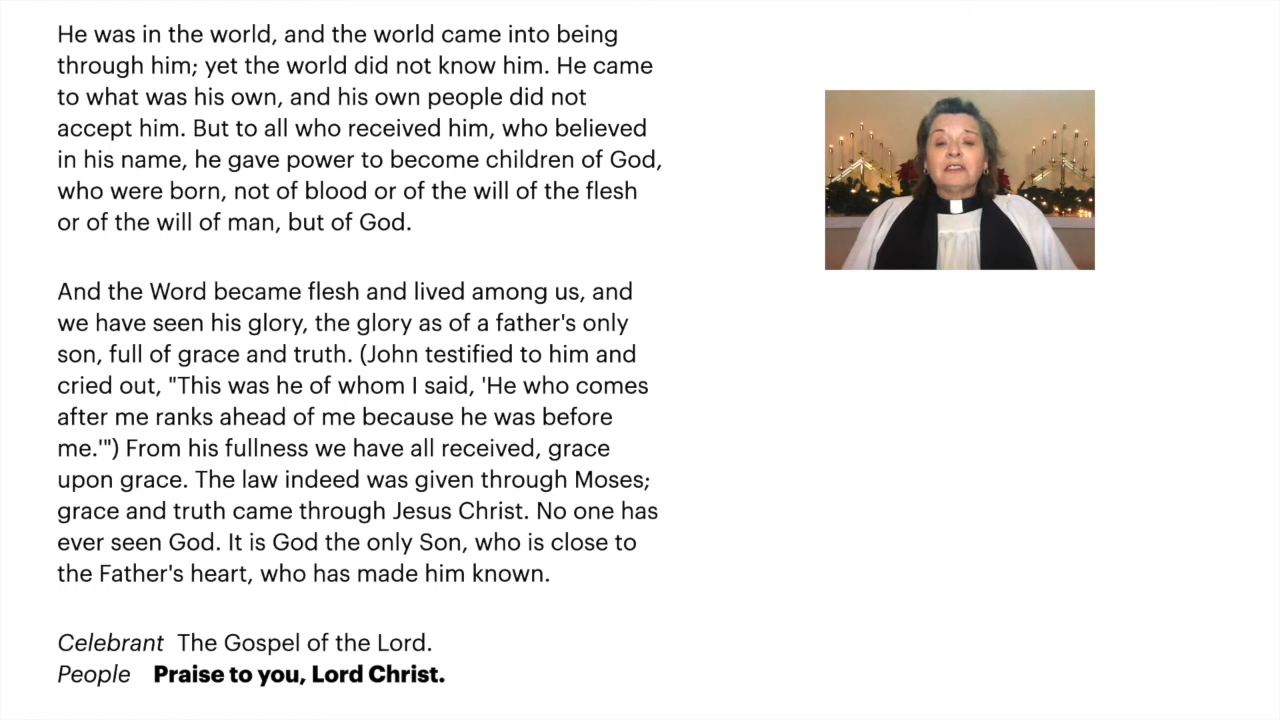 He was in the world, and the world came into being
through him; yet the world did not know him. He came
to what was his own, and his own people did not
accept him. But to all who received him, who believed
in his name, he gave power to become children of God,
who were born, not of blood or of the will of the flesh
or of the will of man, but of God.
And the Word became flesh and lived among us, and
we have seen his glory, the glory as of a father's only
son, full of grace and truth. (John testified to him and
cried out, "This was he of whom I said, 'He who comes
after me ranks ahead of me because he was before
me.'") From his fullness we have all received, grace
upon grace. The law indeed was given through Moses;
grace and truth came through Jesus Christ. No one has
ever seen God. It is God the only Son, who is close to
the Father's heart, who has made him known.
Celebrant The Gospel of the Lord.
People Praise to you, Lord Christ.